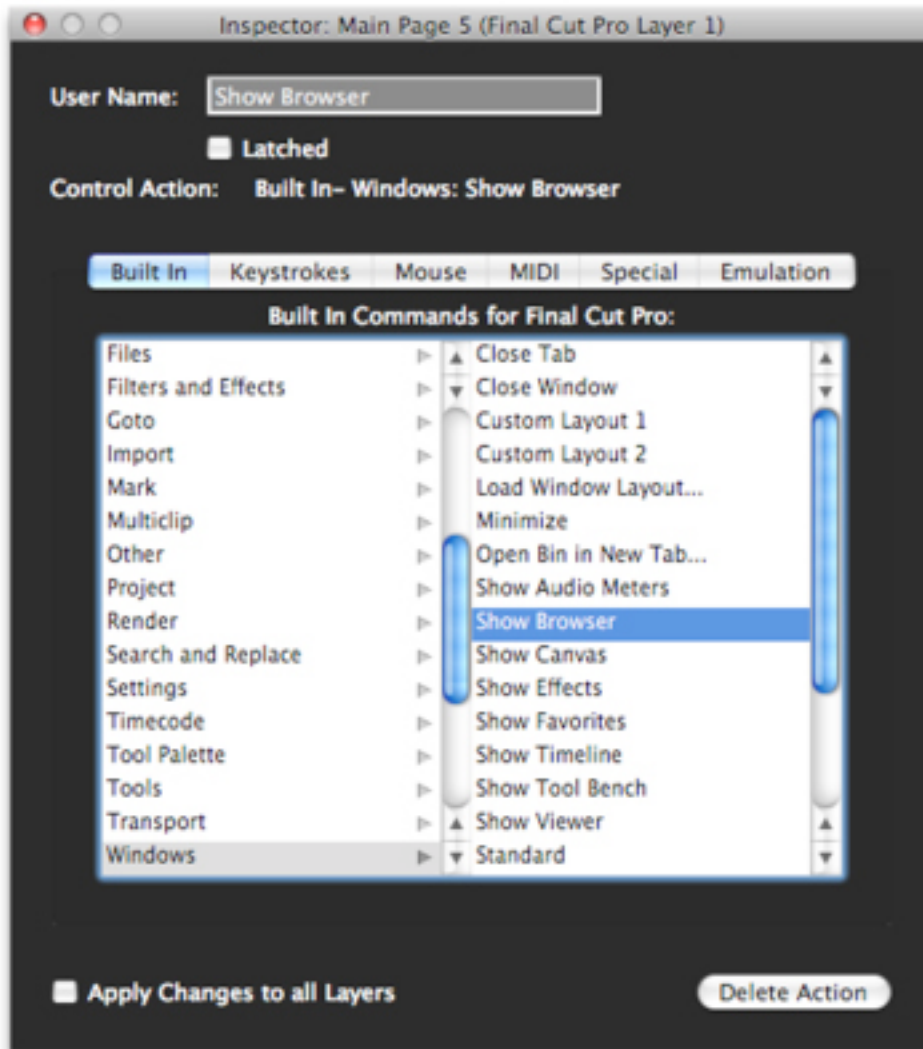 Inspector: Main Page 5 (Final Cut Pro Layer 1)
User Name: Show Browser
Latched
Control Action: Built In- Windows: Show Browser
Built In Keystrokes Mouse MIDI Special Emulation
Built In Commands for Final Cut Pro:
Files Close Tab
Filters and Effects Close Window
Goto Custom Layout 1
Import Custom Layout 2
Mark Load Window Layout...
Multiclip Minimize
Other Open Bin in New Tab...
Project Show Audio Meters
Render Show Browser
Search and Replace Show Canvas
Settings Show Effects
Timecode Show Favorites
Tool Palette Show Timeline
Tools Show Tool Bench
Transport Show Viewer
Windows Standard
Apply Changes to all Layers Delete Action